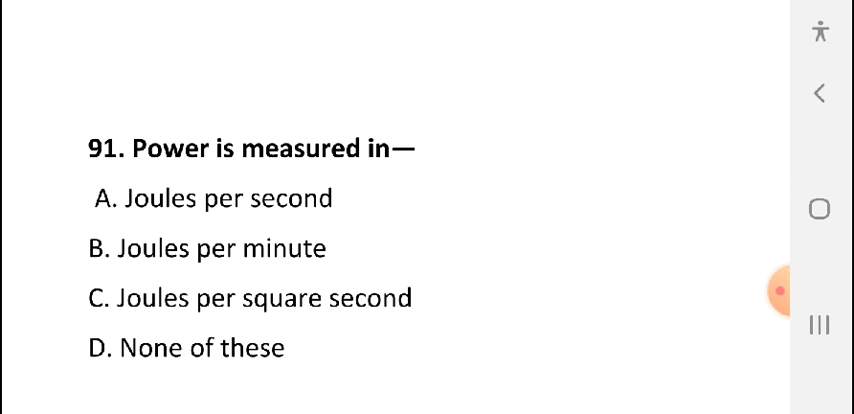 91. Power is measured in—
A. Joules per second
B. Joules per minute
C. Joules per square second
D. None of these